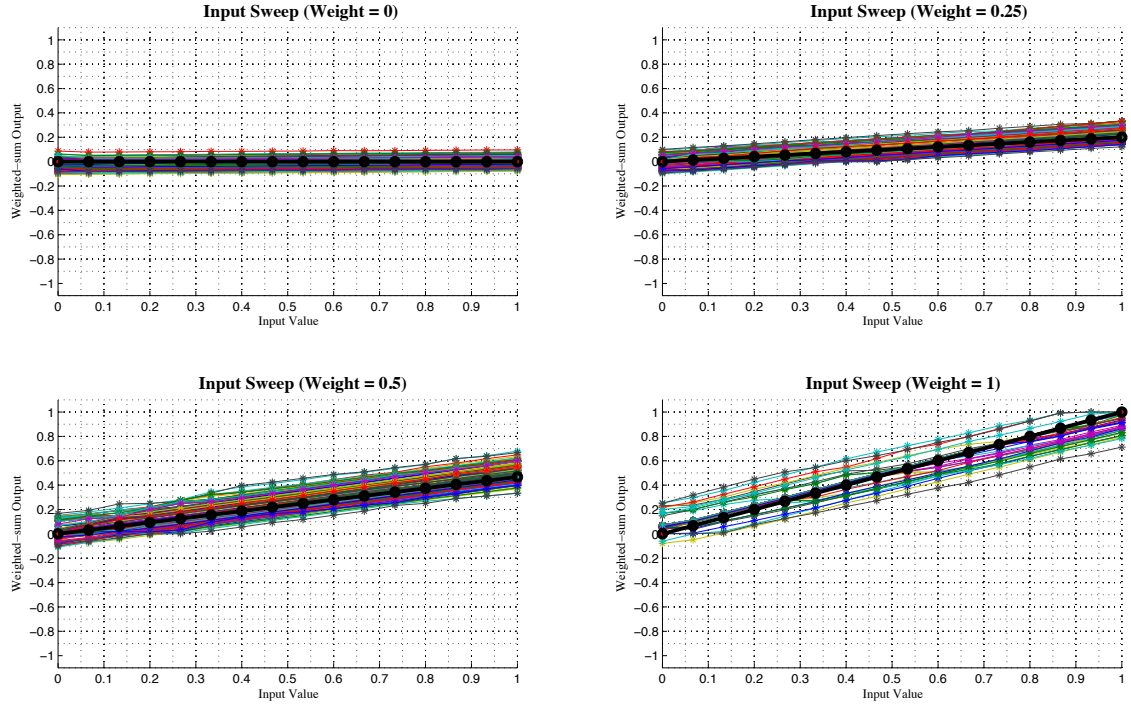 Input Sweep (Weight = 0)
1
0.8
0.6
0.4
0.2
0
−0.2
−0.4
−0.6
−0.8
−1
Weighted−sum Output
0 0.1 0.2 0.3 0.4 0.5 0.6 0.7 0.8 0.9 1
Input Value
Input Sweep (Weight = 0.25)
1
0.8
0.6
0.4
0.2
0
−0.2
−0.4
−0.6
−0.8
−1
Weighted−sum Output
0 0.1 0.2 0.3 0.4 0.5 0.6 0.7 0.8 0.9 1
Input Value
Input Sweep (Weight = 0.5)
1
0.8
0.6
0.4
0.2
0
−0.2
−0.4
−0.6
−0.8
−1
Weighted−sum Output
0 0.1 0.2 0.3 0.4 0.5 0.6 0.7 0.8 0.9 1
Input Value
Input Sweep (Weight = 1)
1
0.8
0.6
0.4
0.2
0
−0.2
−0.4
−0.6
−0.8
−1
Weighted−sum Output
0 0.1 0.2 0.3 0.4 0.5 0.6 0.7 0.8 0.9 1
Input Value